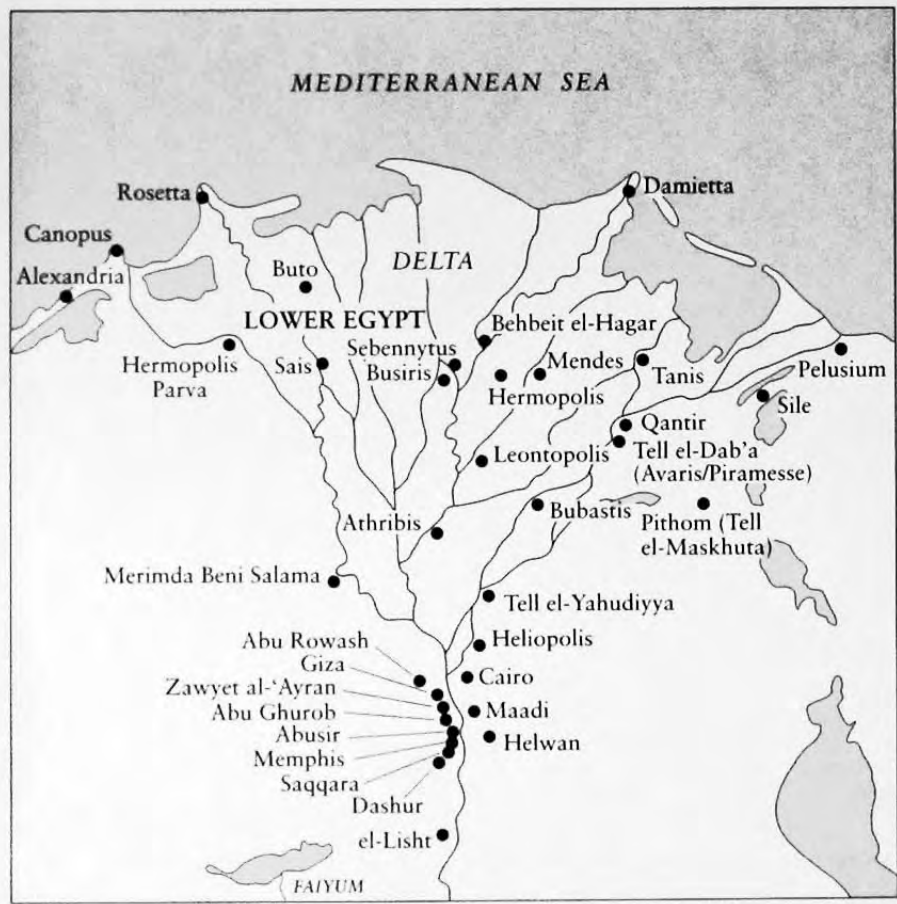 MEDITERRANEAN SEA
Rosetta
Damietta
Canopus
Alexandria
Buto
DELTA
LOWER EGYPT
Behbeit el-Hagar
Hermopolis
Parva
Sais
Sebennytus
Busiris
Mendes
Hermopolis
Tanis
Pelusium
Sile
Qantir
Leontopolis
Tell el-Dab'a
(Avaris/Piramesse)
Athribis
Bubastis
Pithom (Tell
el-Maskhuta)
Merimda Beni Salama
Tell el-Yahudiyya
Abu Rowash
Heliopolis
Giza
Cairo
Zawyet al-'Ayran
Abu Ghurob
Maadi
Abusir
Helwan
Memphis
Saqqara
Dashur
el-Lisht
FAIYUM